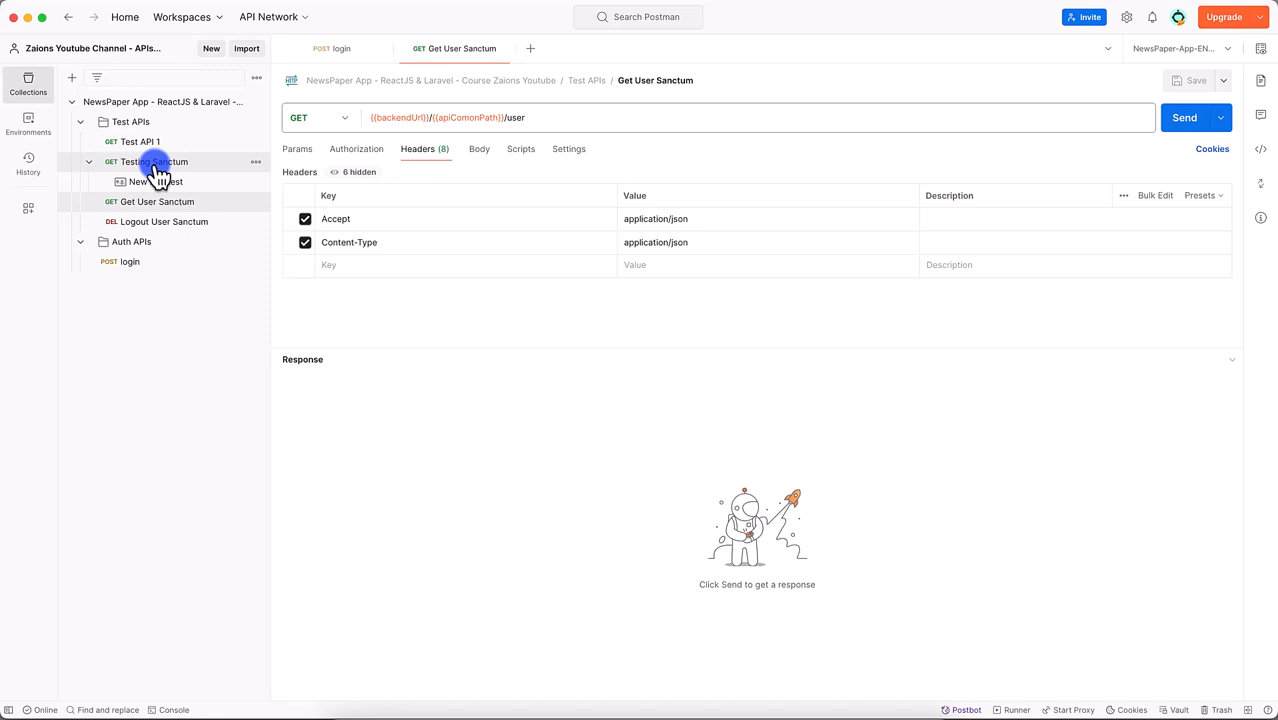 Home Workspaces API Network Search Postman Invite Upgrade
Zaions Youtube Channel - APIs... New Import POST login GET Get User Sanctum NewsPaper-App-EN...
Collections
Environments
History
NewsPaper App - ReactJS & Laravel -...
Test APIs
GET Test API 1
GET Testing Sanctum
New
GET Get User Sanctum
DEL Logout User Sanctum
Auth APIs
POST login
HTTP NewsPaper App - ReactJS & Laravel - Course Zaions Youtube / Test APIs / Get User Sanctum Save
GET {{backendUrl}}/{{apiComonPath}}/user Send
Params Authorization Headers (8) Body Scripts Settings Cookies
Headers 6 hidden
Key Value Description Bulk Edit Presets
Accept application/json
Content-Type application/json
Key Value Description
Response
Click Send to get a response
Online Find and replace Console Postbot Runner Start Proxy Cookies Vault Trash